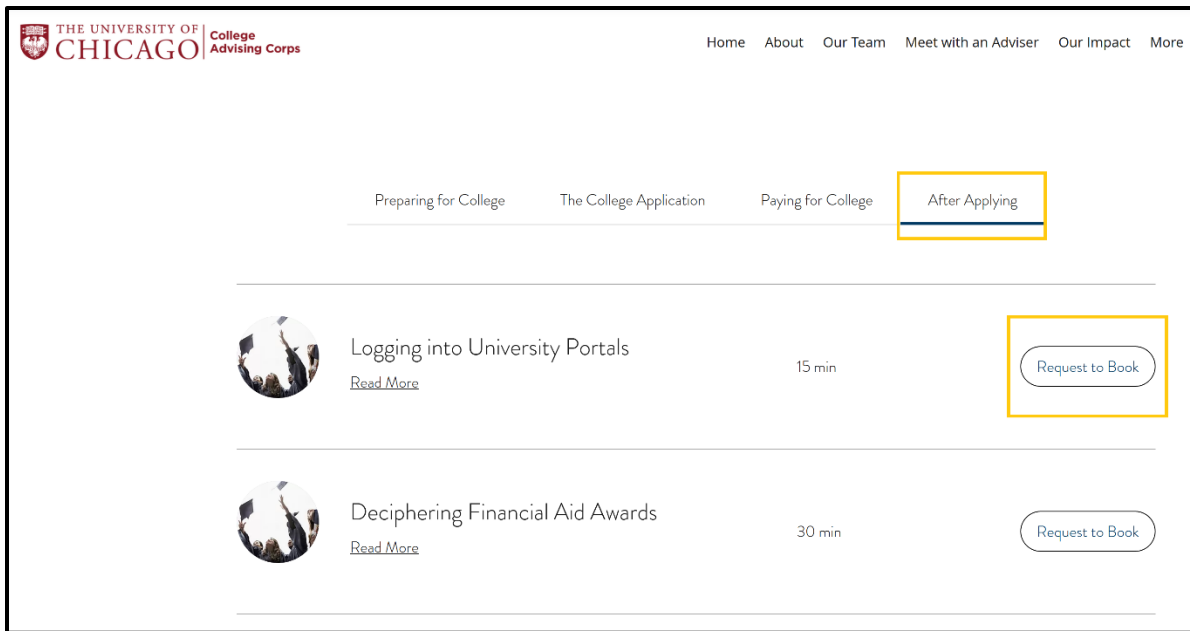 THE UNIVERSITY OF
CHICAGO
College
Advising Corps
Home About Our Team Meet with an Adviser Our Impact More
Preparing for College The College Application Paying for College After Applying
Logging into University Portals
Read More
15 min
Request to Book
Deciphering Financial Aid Awards
Read More
30 min
Request to Book